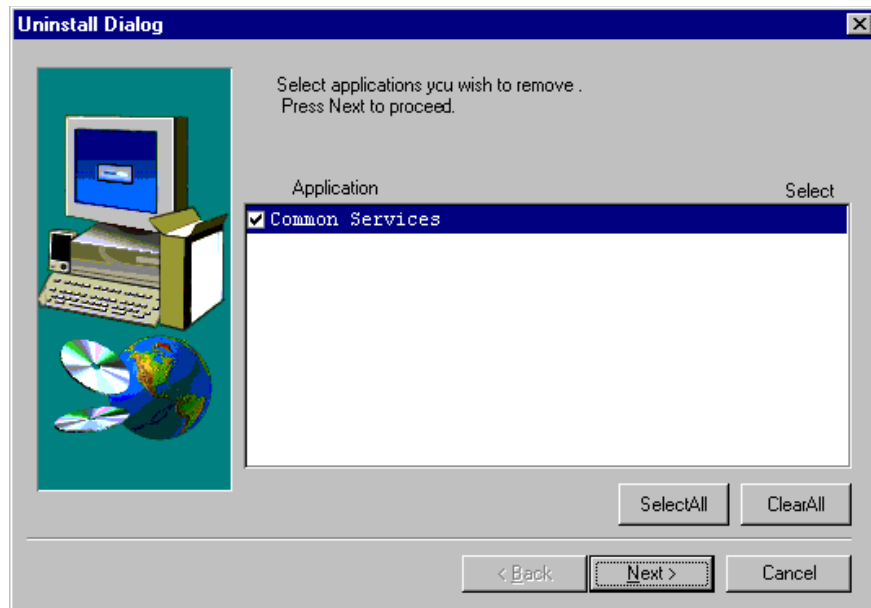 Uninstall Dialog
Select applications you wish to remove .
Press Next to proceed.
Application Select
Common Services
SelectAll ClearAll
< Back Next > Cancel